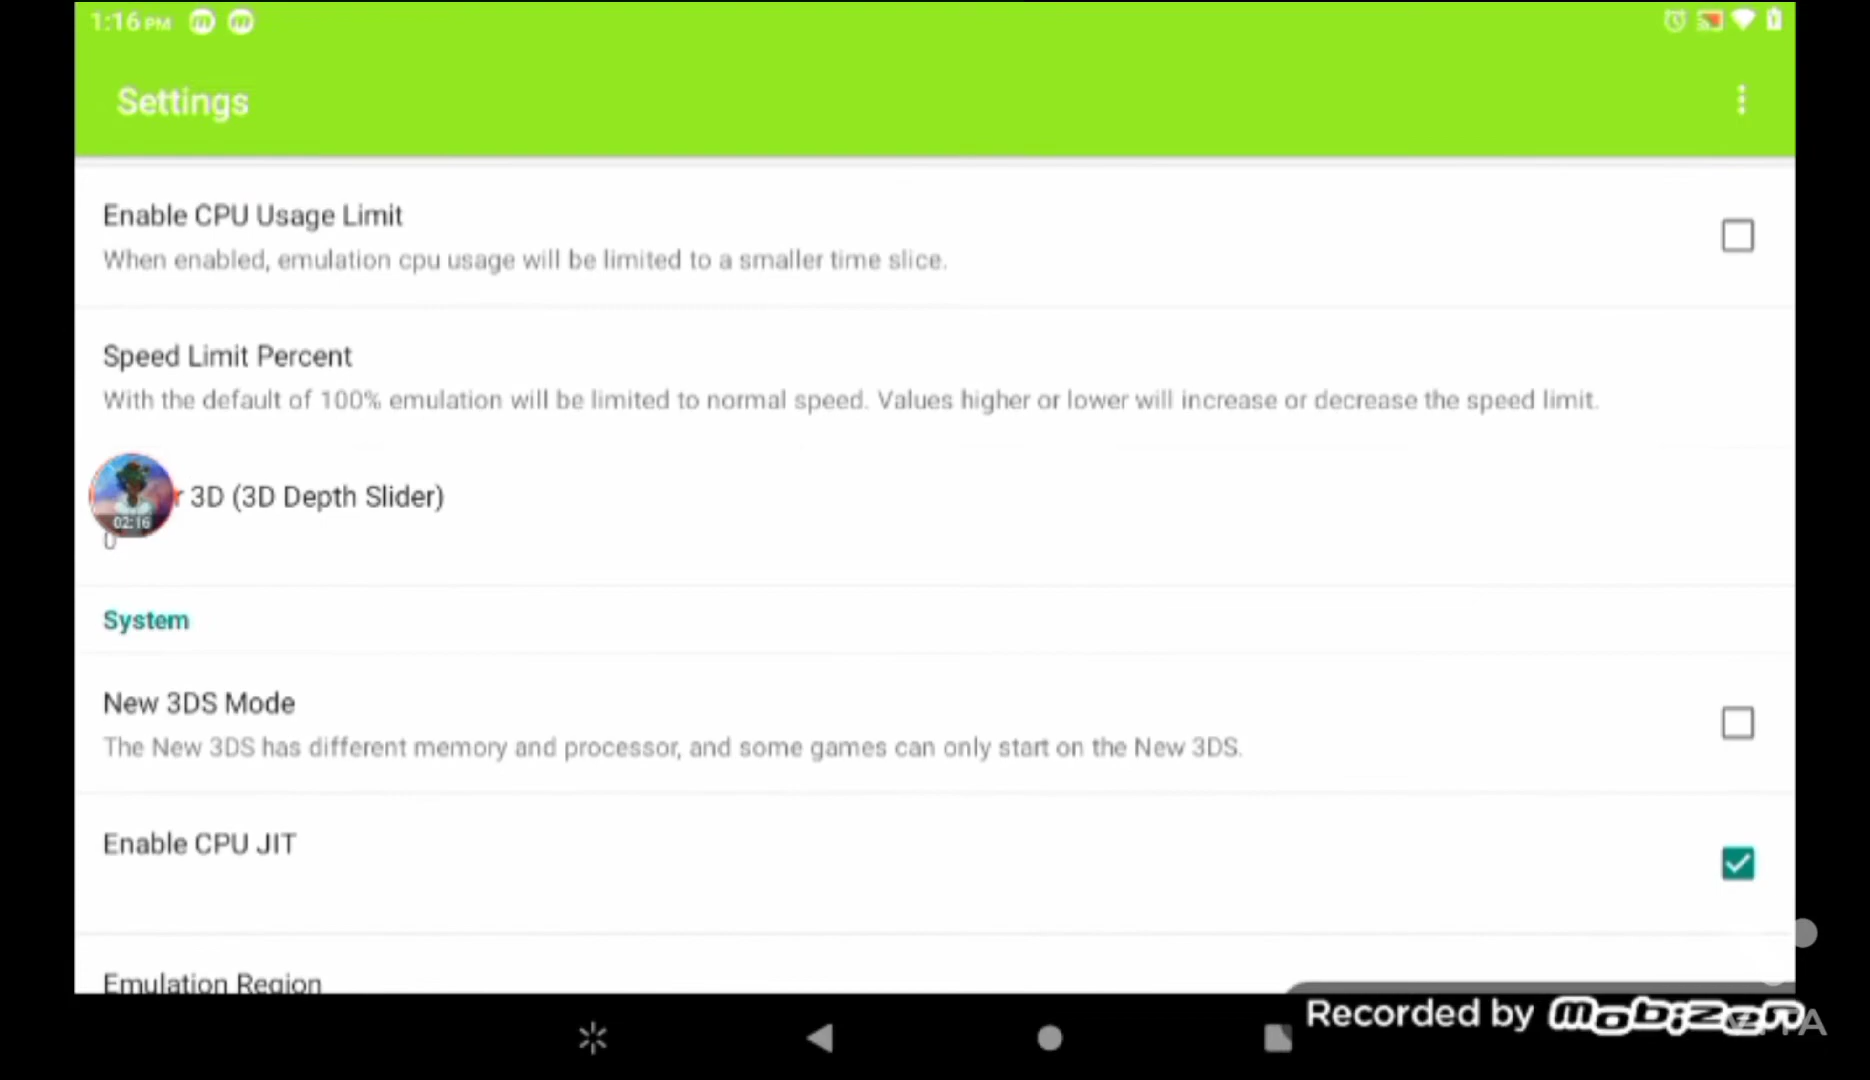 1:16 PM
Settings
Enable CPU Usage Limit
When enabled, emulation cpu usage will be limited to a smaller time slice.
Speed Limit Percent
With the default of 100% emulation will be limited to normal speed. Values higher or lower will increase or decrease the speed limit.
r 3D (3D Depth Slider)
02:16
0
System
New 3DS Mode
The New 3DS has different memory and processor, and some games can only start on the New 3DS.
Enable CPU JIT
Emulation Region
Recorded by mobizen